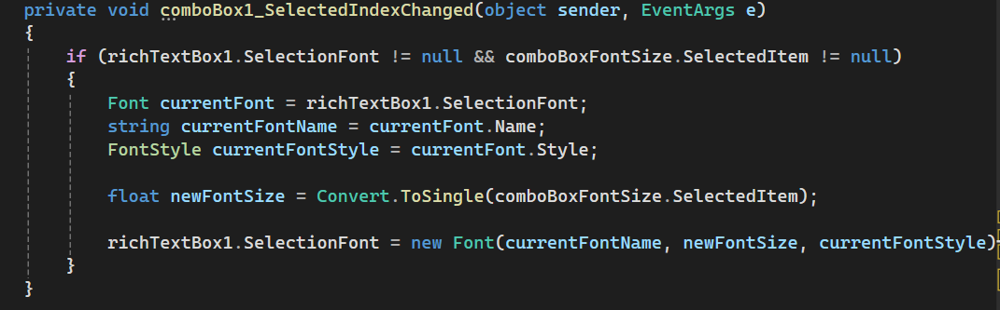 private void comboBox1_SelectedIndexChanged(object sender, EventArgs e)
{
if (richTextBox1.SelectionFont != null && comboBoxFontSize.SelectedItem != null)
{
Font currentFont = richTextBox1.SelectionFont;
string currentFontName = currentFont.Name;
FontStyle currentFontStyle = currentFont.Style;
float newFontSize = Convert.ToSingle(comboBoxFontSize.SelectedItem);
richTextBox1.SelectionFont = new Font(currentFontName, newFontSize, currentFontStyle)
}
}